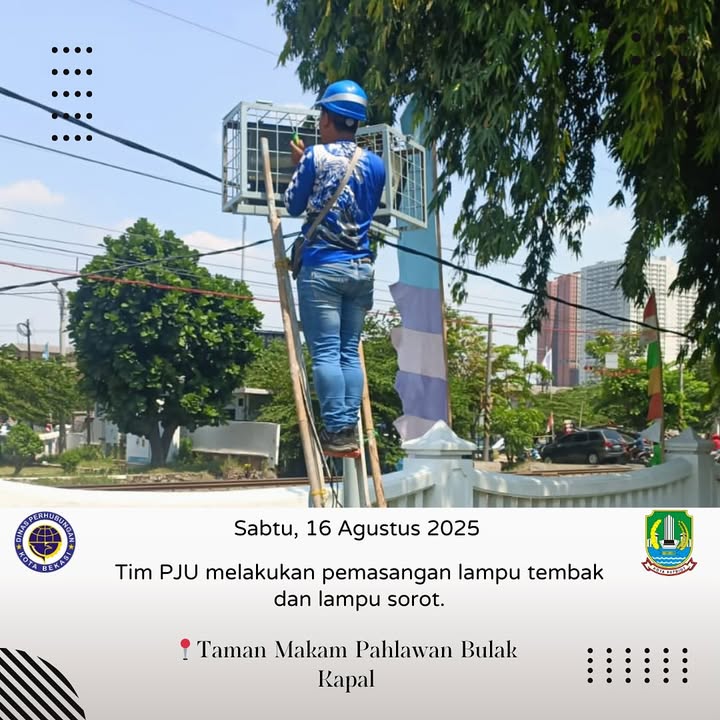 Sabtu, 16 Agustus 2025
DINAS PERHUBUNGAN
KOTA BEKASI
Tim PJU melakukan pemasangan lampu tembak
dan lampu sorot.
Taman Makam Pahlawan Bulak
Kapal